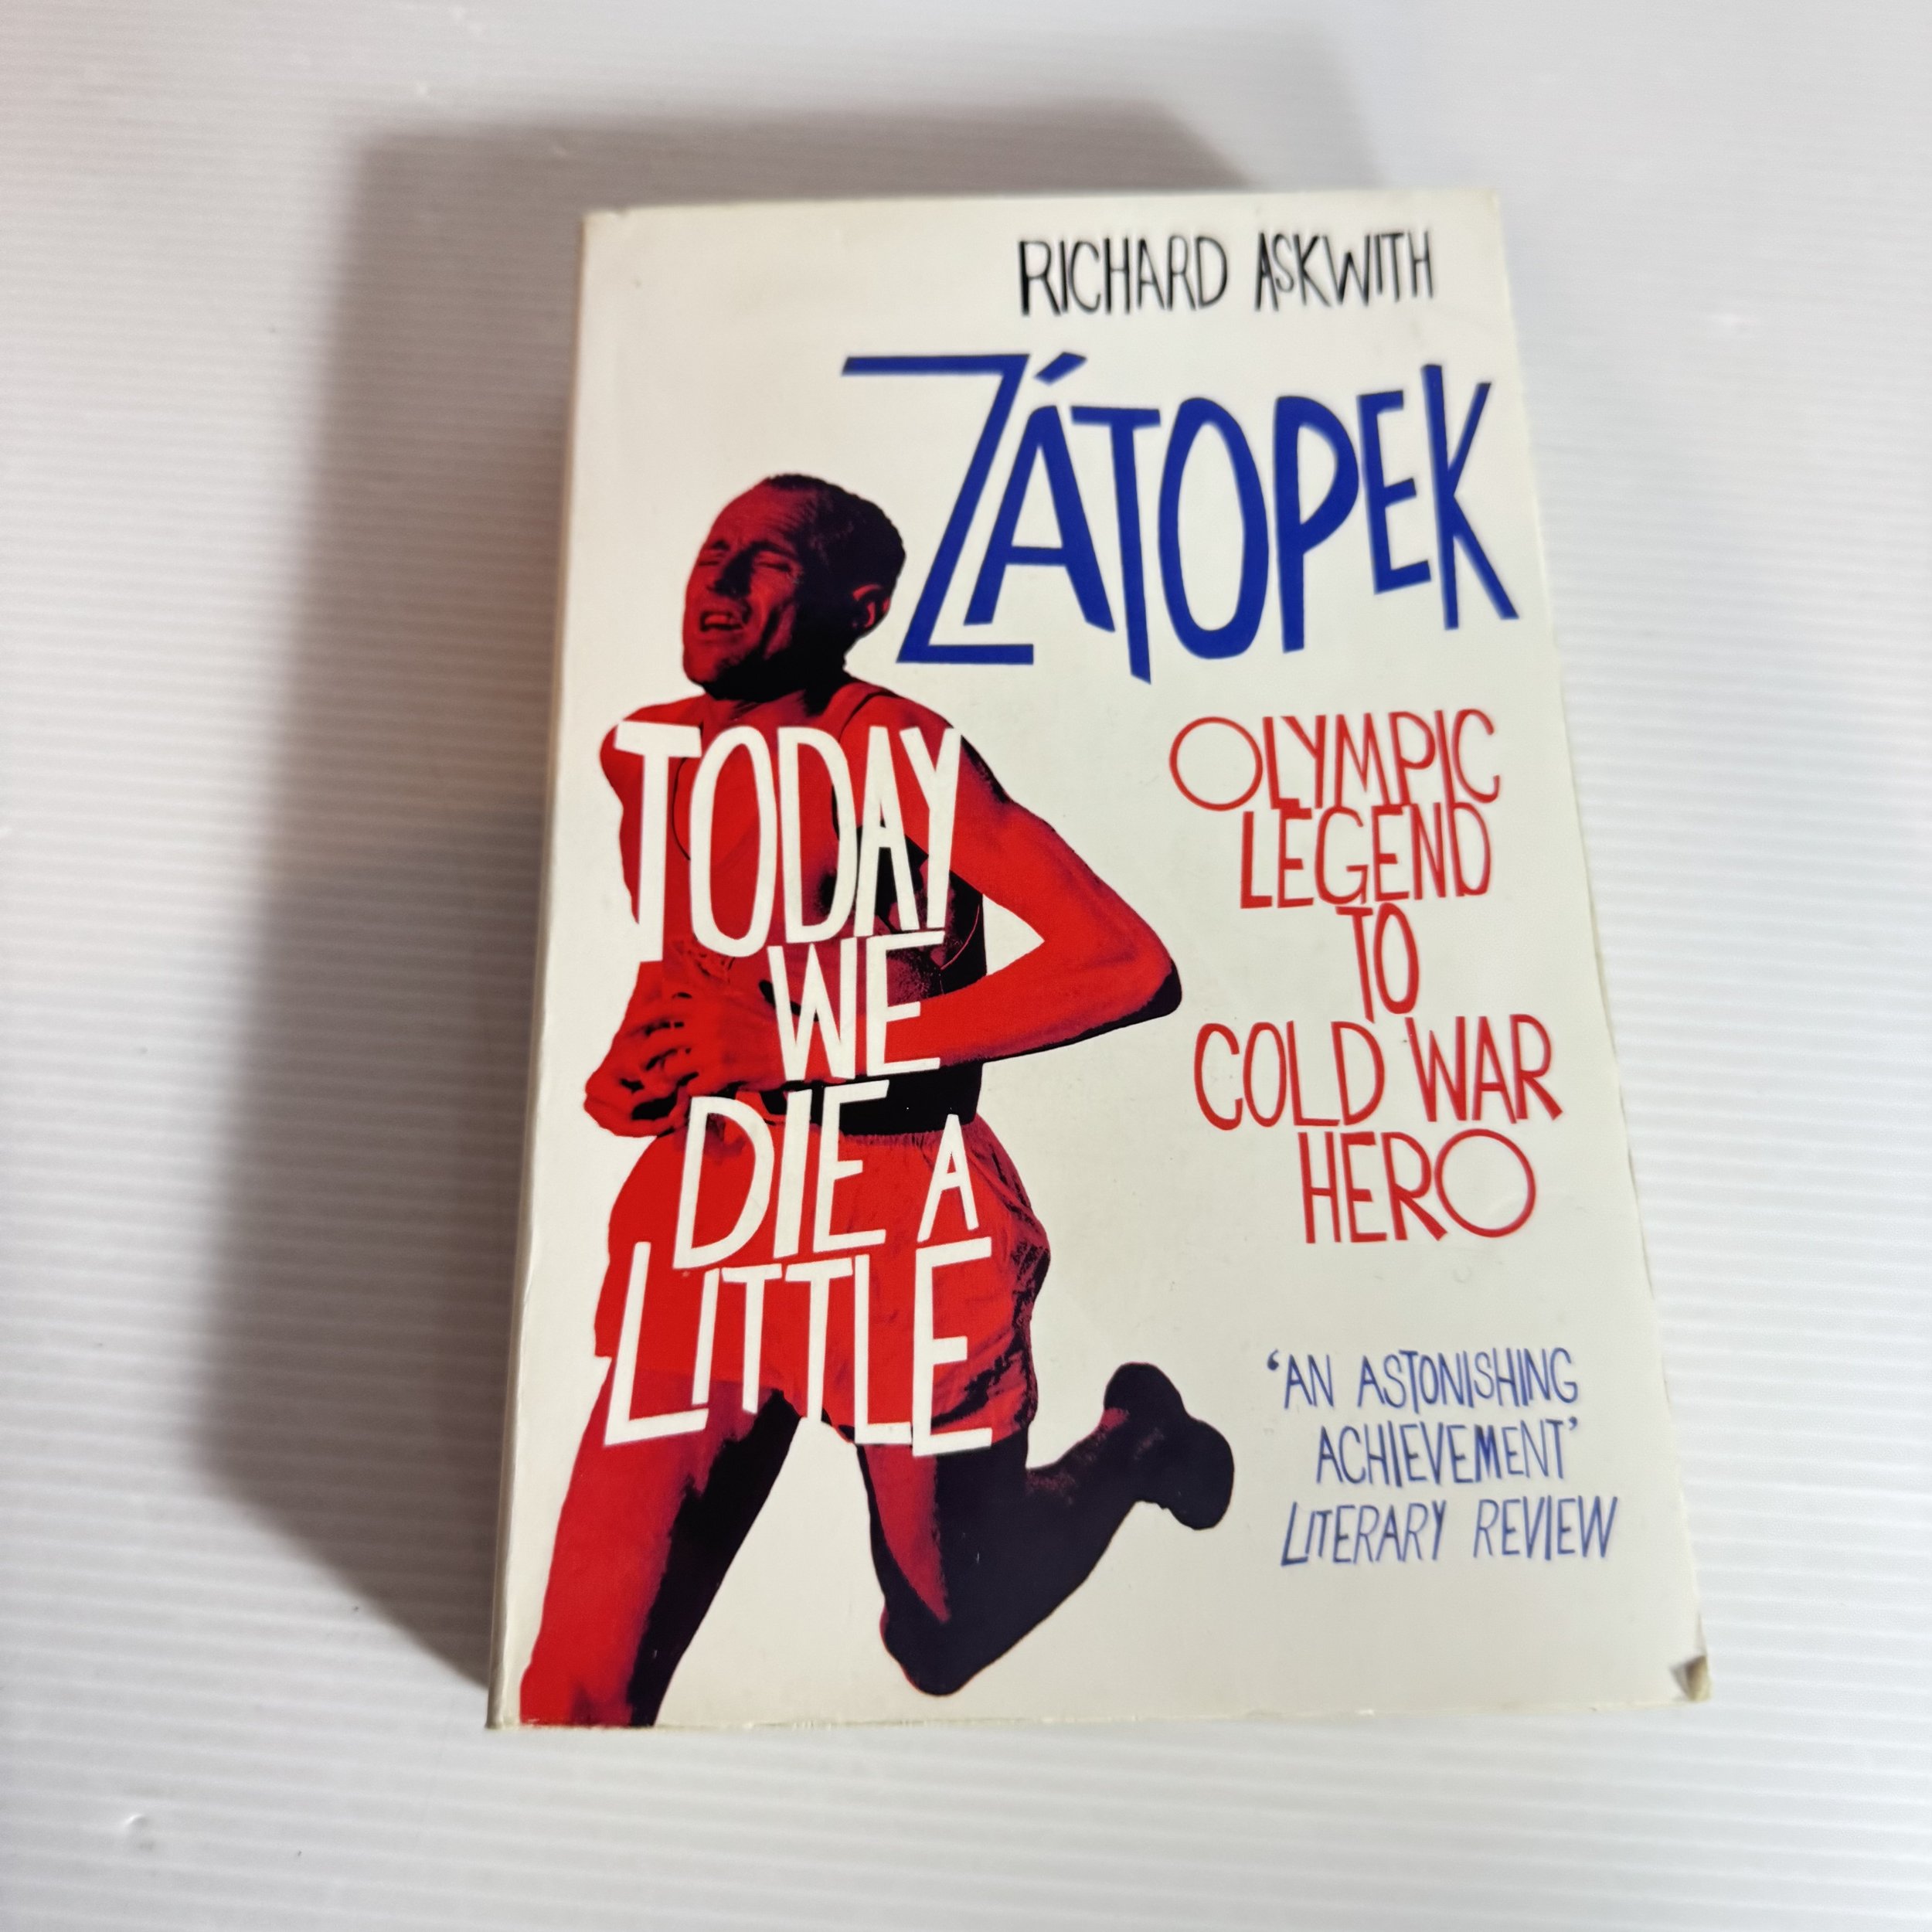 RICHARD ASKWITH
ZÁTOPEK
TODAY
WE
DIE A
LITTLE
OLYMPIC
LEGEND
TO
COLD WAR
HERO
‘AN ASTONISHING
ACHIEVEMENT’
LITERARY REVIEW